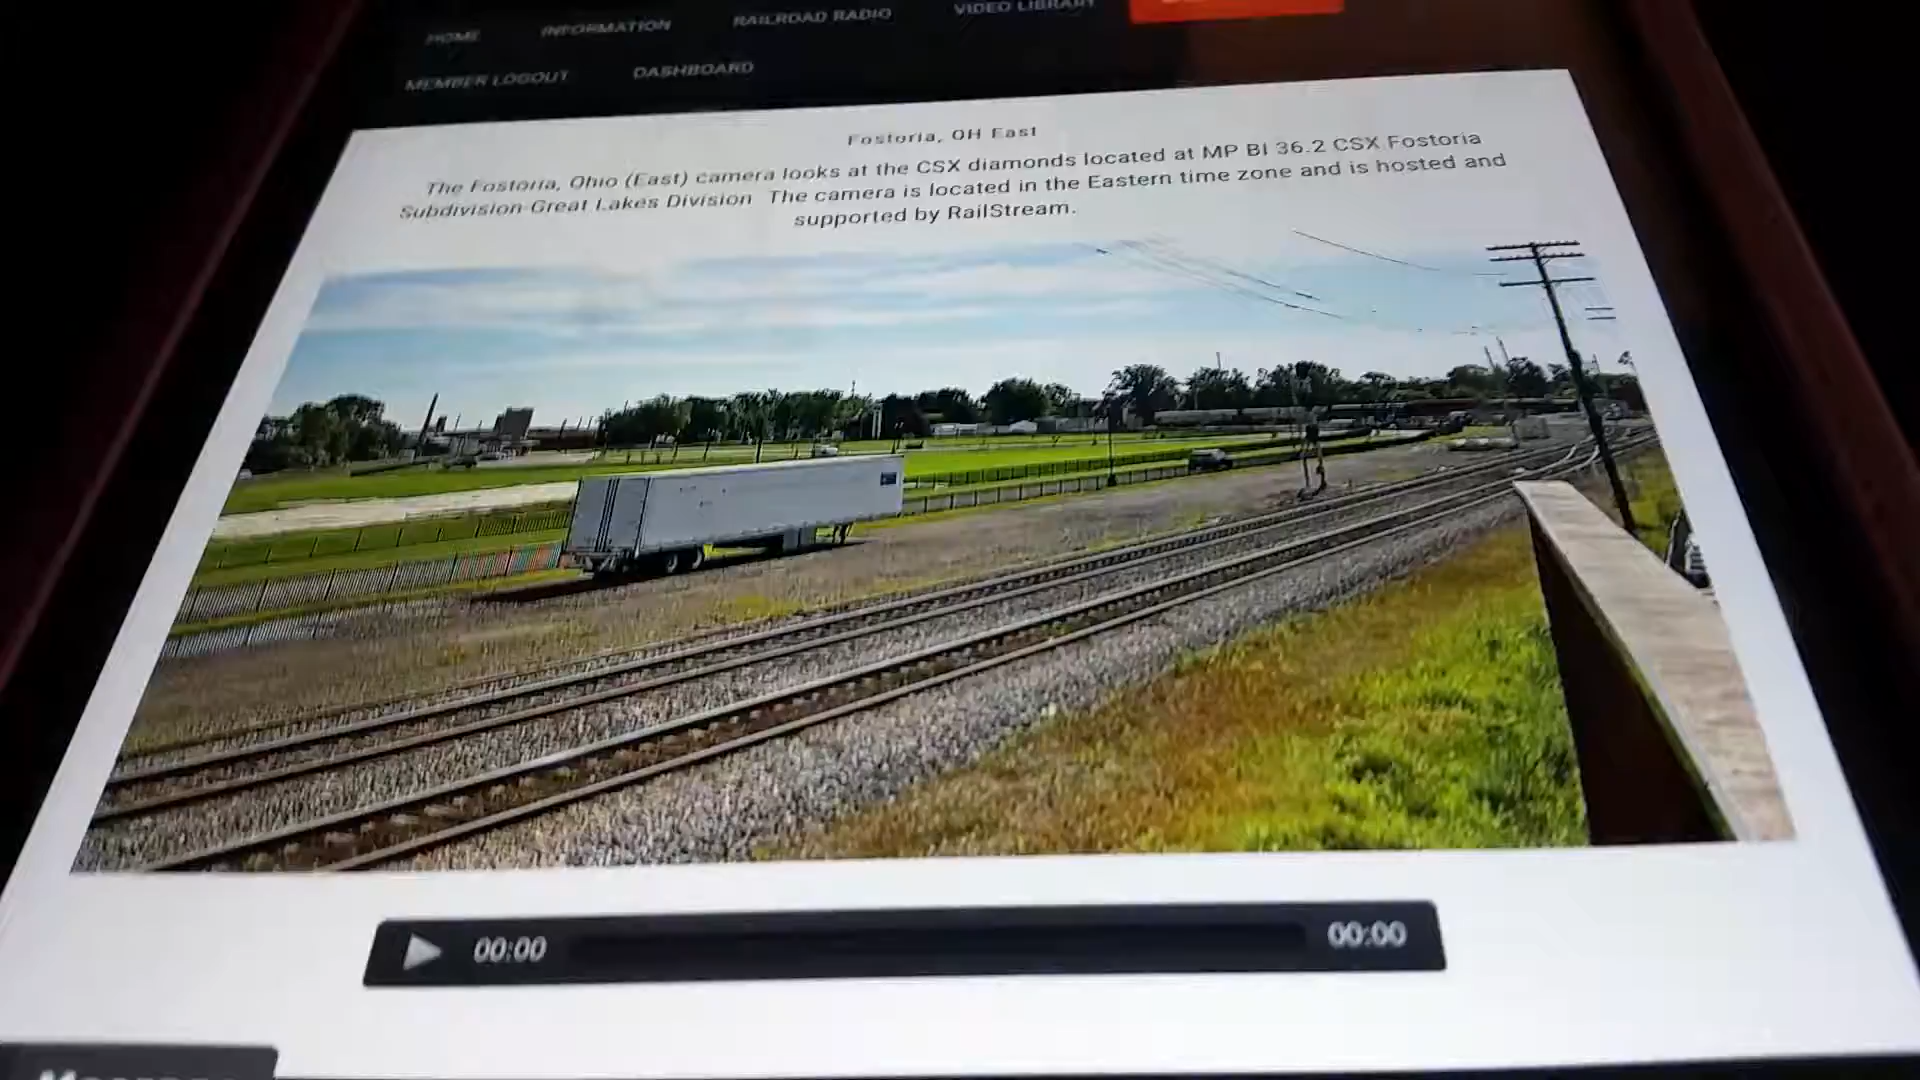 HOME INFORMATION RAILROAD RADIO VIDEO LIBRARY
MEMBER LOGOUT DASHBOARD
Fostoria, OH East
The Fostoria, Ohio (East) camera looks at the CSX diamonds located at MP BI 36.2 CSX Fostoria
Subdivision-Great Lakes Division The camera is located in the Eastern time zone and is hosted and
supported by RailStream.
00:00 00:00